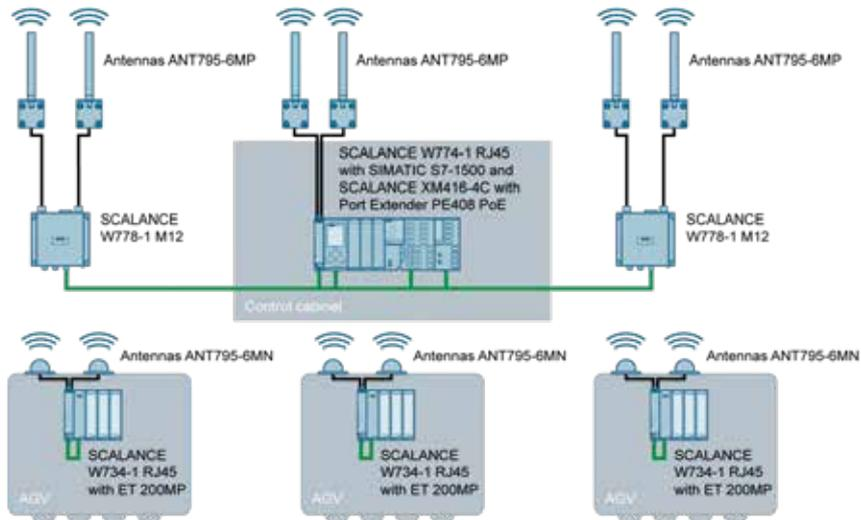 Antennas ANT795-6MP
Antennas ANT795-6MP
Antennas ANT795-6MP
SCALANCE W774-1 RJ45
with SIMATIC S7-1500 and
SCALANCE XM416-4C with
Port Extender PE408 PoE
SCALANCE
W778-1 M12
SCALANCE
W778-1 M12
Control cabinet
Antennas ANT795-6MN
Antennas ANT795-6MN
Antennas ANT795-6MN
SCALANCE
W734-1 RJ45
with ET 200MP
AGV
SCALANCE
W734-1 RJ45
with ET 200MP
AGV
SCALANCE
W734-1 RJ45
with ET 200MP
AGV